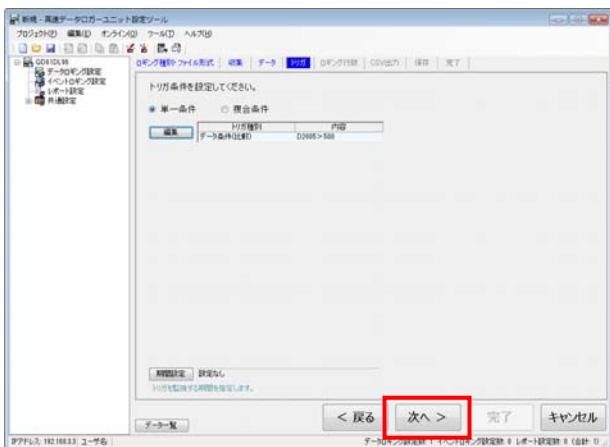 新規 - 高速データロガーユニット設定ツール
プロジェクト(P) 編集(E) オンライン(O) ツール(T) ヘルプ(H)
QD81DL96
データロギング設定
イベントロギング設定
レポート設定
共通設定
ロギング種別・ファイル形式 収集 データ トリガ ロギング行数 CSV出力 保存 完了
トリガ条件を設定してください。
単一条件 複合条件
編集
トリガ種別 内容
データ条件(比較) D2005 > 500
期間設定 設定なし
トリガを監視する期間を指定します。
データ一覧
< 戻る 次へ > 完了 キャンセル
IPアドレス: 192.168.3.3 ユーザ名: データロギング設定数: 1 イベントロギング設定数: 0 レポート設定数: 0 (合計: 1)